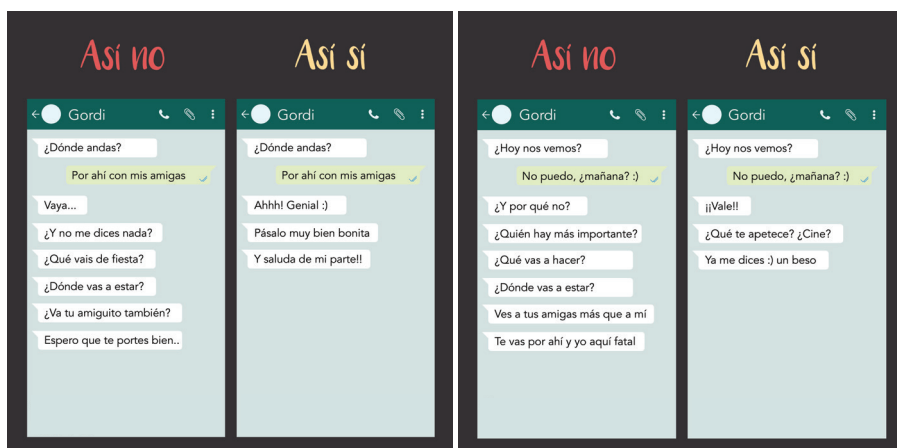 Así no
Gordi
¿Dónde andas?
Por ahí con mis amigas
Vaya...
¿Y no me dices nada?
¿Qué vais de fiesta?
¿Dónde vas a estar?
¿Va tu amiguito también?
Espero que te portes bien..
Así sí
Gordi
¿Dónde andas?
Por ahí con mis amigas
Ahhh! Genial :)
Pásalo muy bien bonita
Y saluda de mi parte!!
Así no
Gordi
¿Hoy nos vemos?
No puedo, ¿mañana? :)
¿Y por qué no?
¿Quién hay más importante?
¿Qué vas a hacer?
¿Dónde vas a estar?
Ves a tus amigas más que a mí
Te vas por ahí y yo aquí fatal
Así sí
Gordi
¿Hoy nos vemos?
No puedo, ¿mañana? :)
¡¡Vale!!
¿Qué te apetece? ¿Cine?
Ya me dices :) un beso